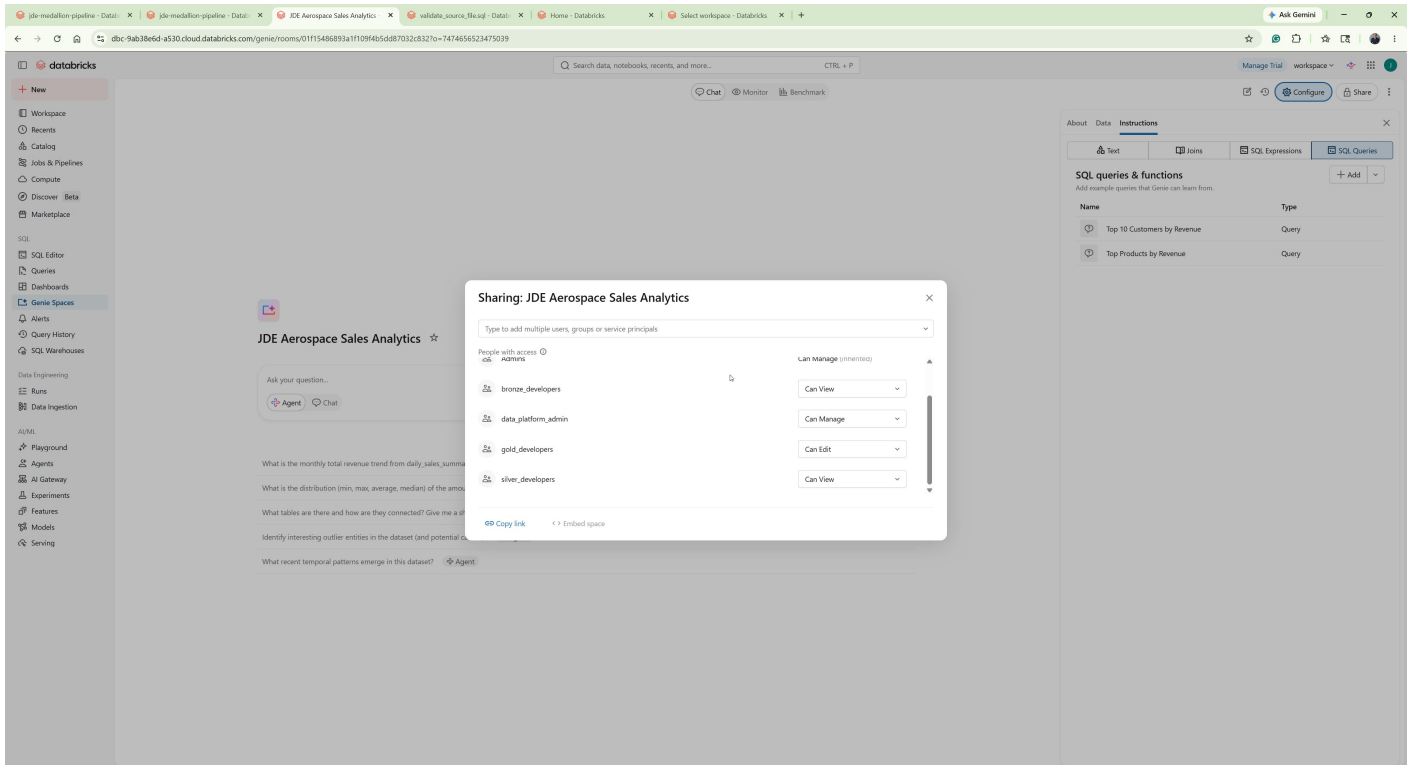 jde-medallion-pipeline - Datab
jde-medallion-pipeline - Datab
JDE Aerospace Sales Analytics -
validate_source_file.sql - Datab
Home - Databricks
Select workspace - Databricks
Ask Gemini
dbc-9ab38e6d-a530.cloud.databricks.com/genie/rooms/01f15486893a1f109f4b5dd87032c832?o=7474656523475039
databricks
Search data, notebooks, recents, and more...
CTRL + P
Manage Trial
workspace
New
Workspace
Recents
Catalog
Jobs & Pipelines
Compute
Discover Beta
Marketplace
SQL
SQL Editor
Queries
Dashboards
Genie Spaces
Alerts
Query History
SQL Warehouses
Data Engineering
Runs
Data Ingestion
AI/ML
Playground
Agents
AI Gateway
Experiments
Features
Models
Serving
Chat Monitor Benchmark
Configure
Share
JDE Aerospace Sales Analytics
Ask your question...
Agent Chat
What is the monthly total revenue trend from daily_sales_summa
What is the distribution (min, max, average, median) of the amou
What tables are there and how are they connected? Give me a sh
Identify interesting outlier entities in the dataset (and potential
What recent temporal patterns emerge in this dataset? Agent
Sharing: JDE Aerospace Sales Analytics
Type to add multiple users, groups or service principals
People with access
Admins Can Manage (inherited)
bronze_developers Can View
data_platform_admin Can Manage
gold_developers Can Edit
silver_developers Can View
Copy link
Embed space
About Data Instructions
Text Joins SQL Expressions SQL Queries
SQL queries & functions
Add
Add example queries that Genie can learn from.
Name Type
Top 10 Customers by Revenue Query
Top Products by Revenue Query